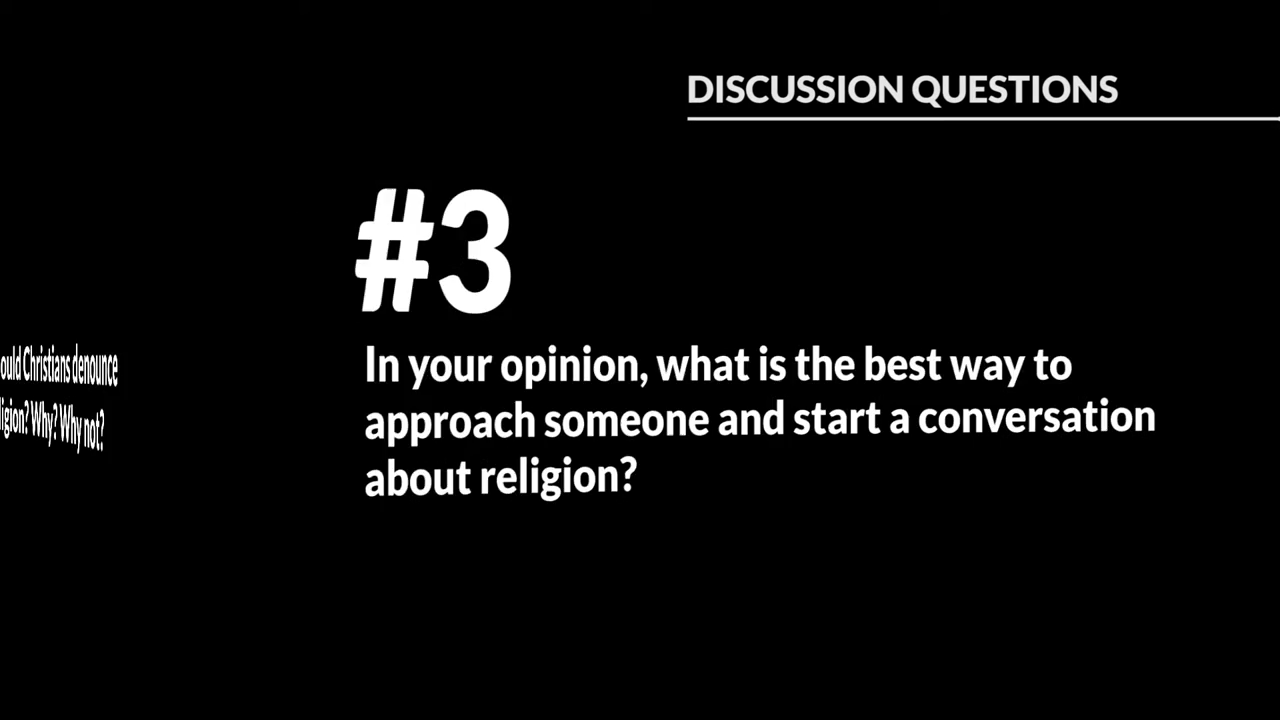 DISCUSSION QUESTIONS
#3
In your opinion, what is the best way to
approach someone and start a conversation
about religion?
Christians denounce
Why? Why not?